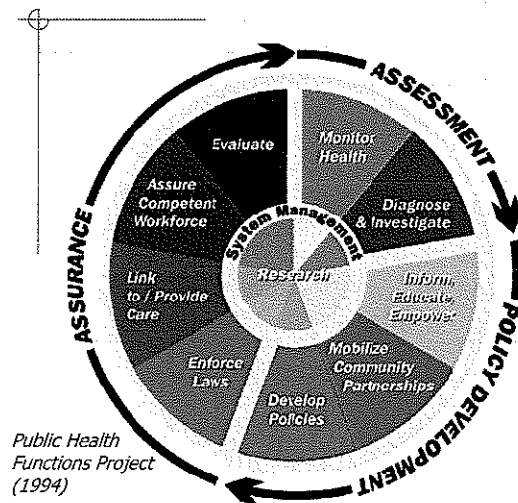 ASSESSMENT
Monitor
Health
Diagnose
& Investigate
POLICY DEVELOPMENT
Inform,
Educate,
Empower
Mobilize
Community
Partnerships
Develop
Policies
ASSURANCE
Enforce
Laws
Link
to / Provide
Care
Assure
Competent
Workforce
Evaluate
System Management
Research
Public Health
Functions Project
(1994)